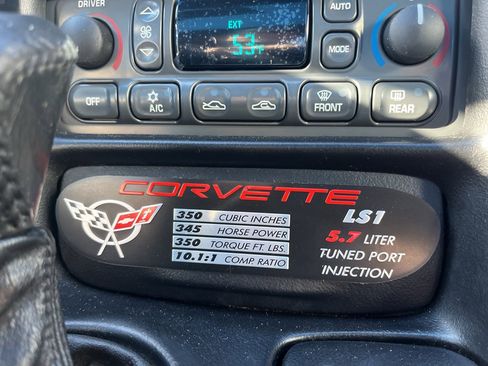 DRIVER
EXT
53°F
AUTO
MODE
OFF
A/C
FRONT
REAR
CORVETTE
350 CUBIC INCHES
345 HORSE POWER
350 TORQUE FT. LBS.
10.1:1 COMP. RATIO
LS1
5.7 LITER
TUNED PORT
INJECTION